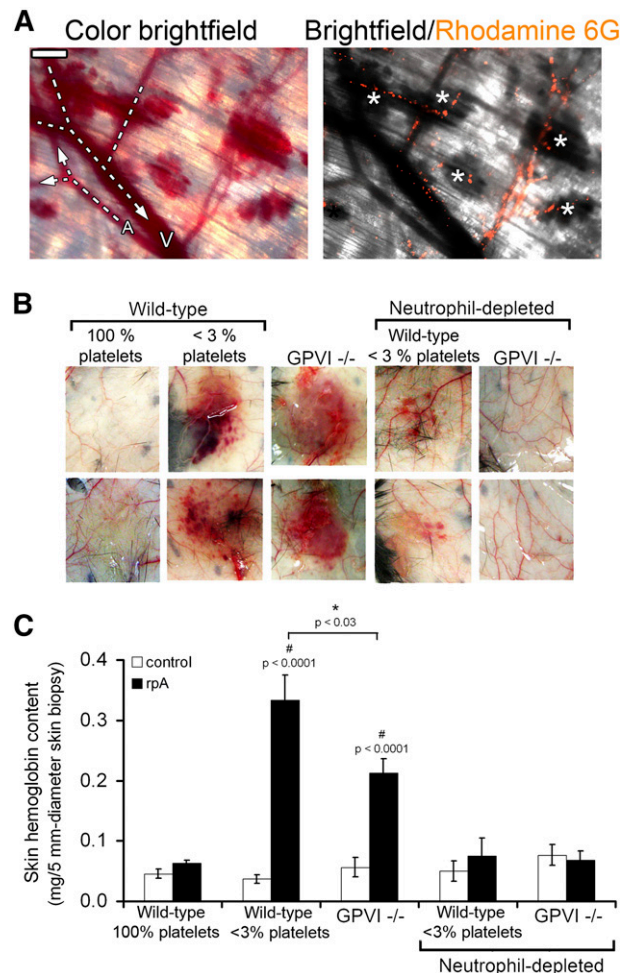 A
Color brightfield
Brightfield/Rhodamine 6G
A
V
* * * * *
B
Wild-type
Neutrophil-depleted
100 %
platelets
< 3 %
platelets
GPVI -/-
Wild-type
< 3 % platelets
GPVI -/-
C
*
p < 0.03
#
p < 0.0001
#
p < 0.0001
control
rpA
Skin hemoglobin content
(mg/5 mm-diameter skin biopsy)
0.4
0.3
0.2
0.1
0.0
Wild-type
100% platelets
Wild-type
<3% platelets
GPVI -/-
Wild-type
<3% platelets
GPVI -/-
Neutrophil-depleted